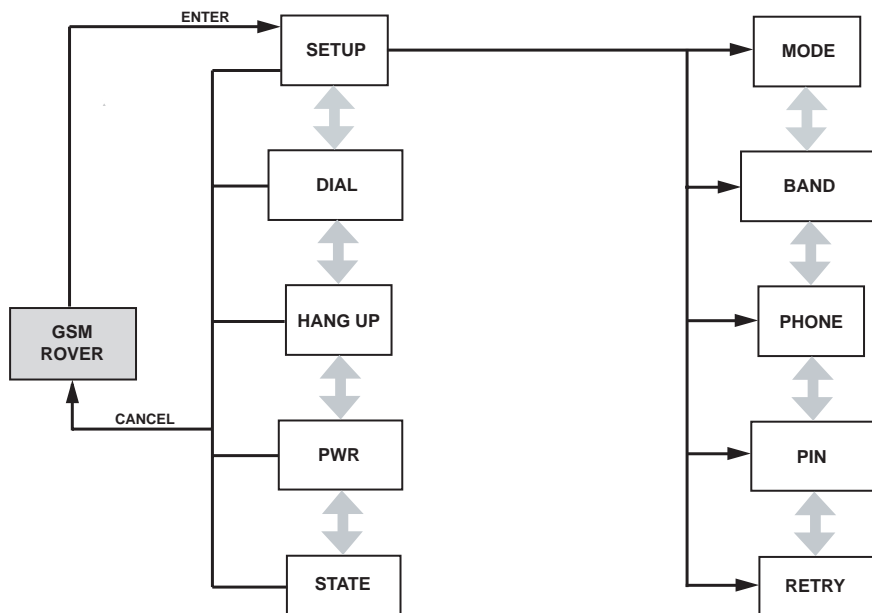 ENTER
SETUP
MODE
DIAL
BAND
HANG UP
PHONE
GSM
ROVER
CANCEL
PWR
PIN
STATE
RETRY